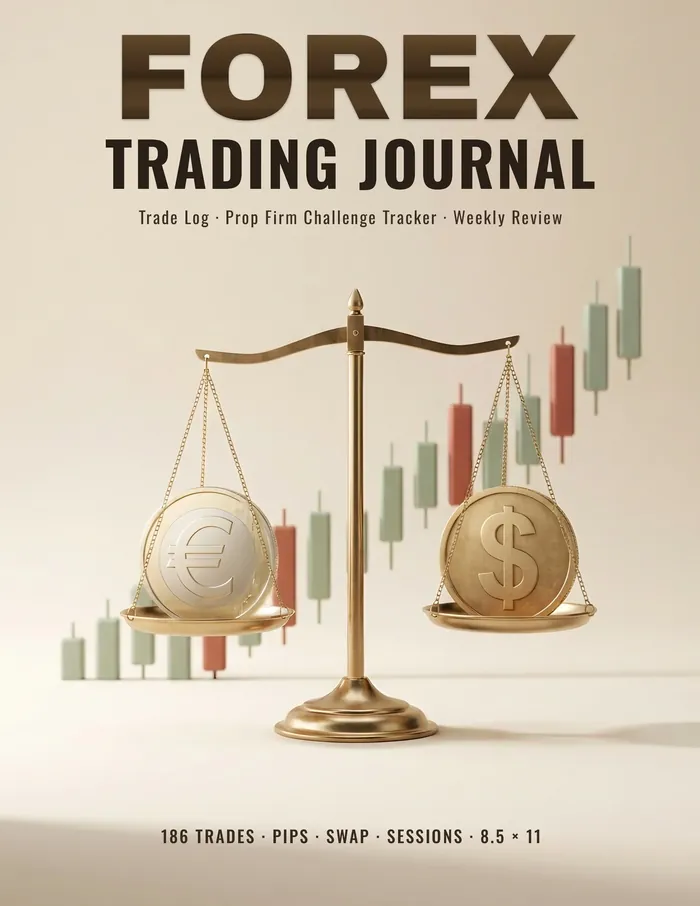 FOREX
TRADING JOURNAL
Trade Log · Prop Firm Challenge Tracker · Weekly Review
€
$
186 TRADES · PIPS · SWAP · SESSIONS · 8.5 × 11